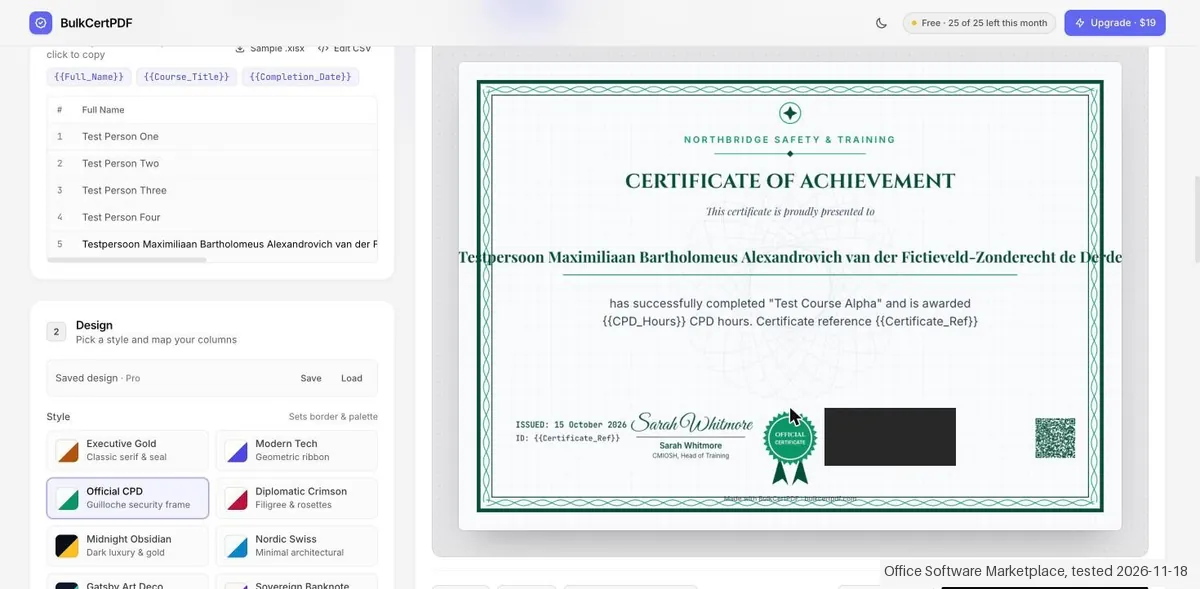 BulkCertPDF
Free · 25 of 25 left this month
Upgrade · $19
click to copy
Sample .xlsx
Edit CSV
{{Full_Name}} {{Course_Title}} {{Completion_Date}}
# Full Name
1 Test Person One
2 Test Person Two
3 Test Person Three
4 Test Person Four
5 Testpersoon Maximiliaan Bartholomeus Alexandrovich van der F
2 Design
Pick a style and map your columns
Saved design · Pro
Save Load
Style
Sets border & palette
Executive Gold
Classic serif & seal
Modern Tech
Geometric ribbon
Official CPD
Guilloche security frame
Diplomatic Crimson
Filigree & rosettes
Midnight Obsidian
Dark luxury & gold
Nordic Swiss
Minimal architectural
Gatsby Art Deco
Sovereign Banknote
NORTHBRIDGE SAFETY & TRAINING
CERTIFICATE OF ACHIEVEMENT
This certificate is proudly presented to
Testpersoon Maximiliaan Bartholomeus Alexandrovich van der Fictieveld-Zonderecht de Derde
has successfully completed "Test Course Alpha" and is awarded
{{CPD_Hours}} CPD hours. Certificate reference {{Certificate_Ref}}
ISSUED: 15 October 2026
ID: {{Certificate_Ref}}
Sarah Whitmore
Sarah Whitmore
CMIOSH, Head of Training
OFFICIAL
CERTIFICATE
Made with BulkCertPDF · bulkcertpdf.com
Office Software Marketplace, tested 2026-11-18